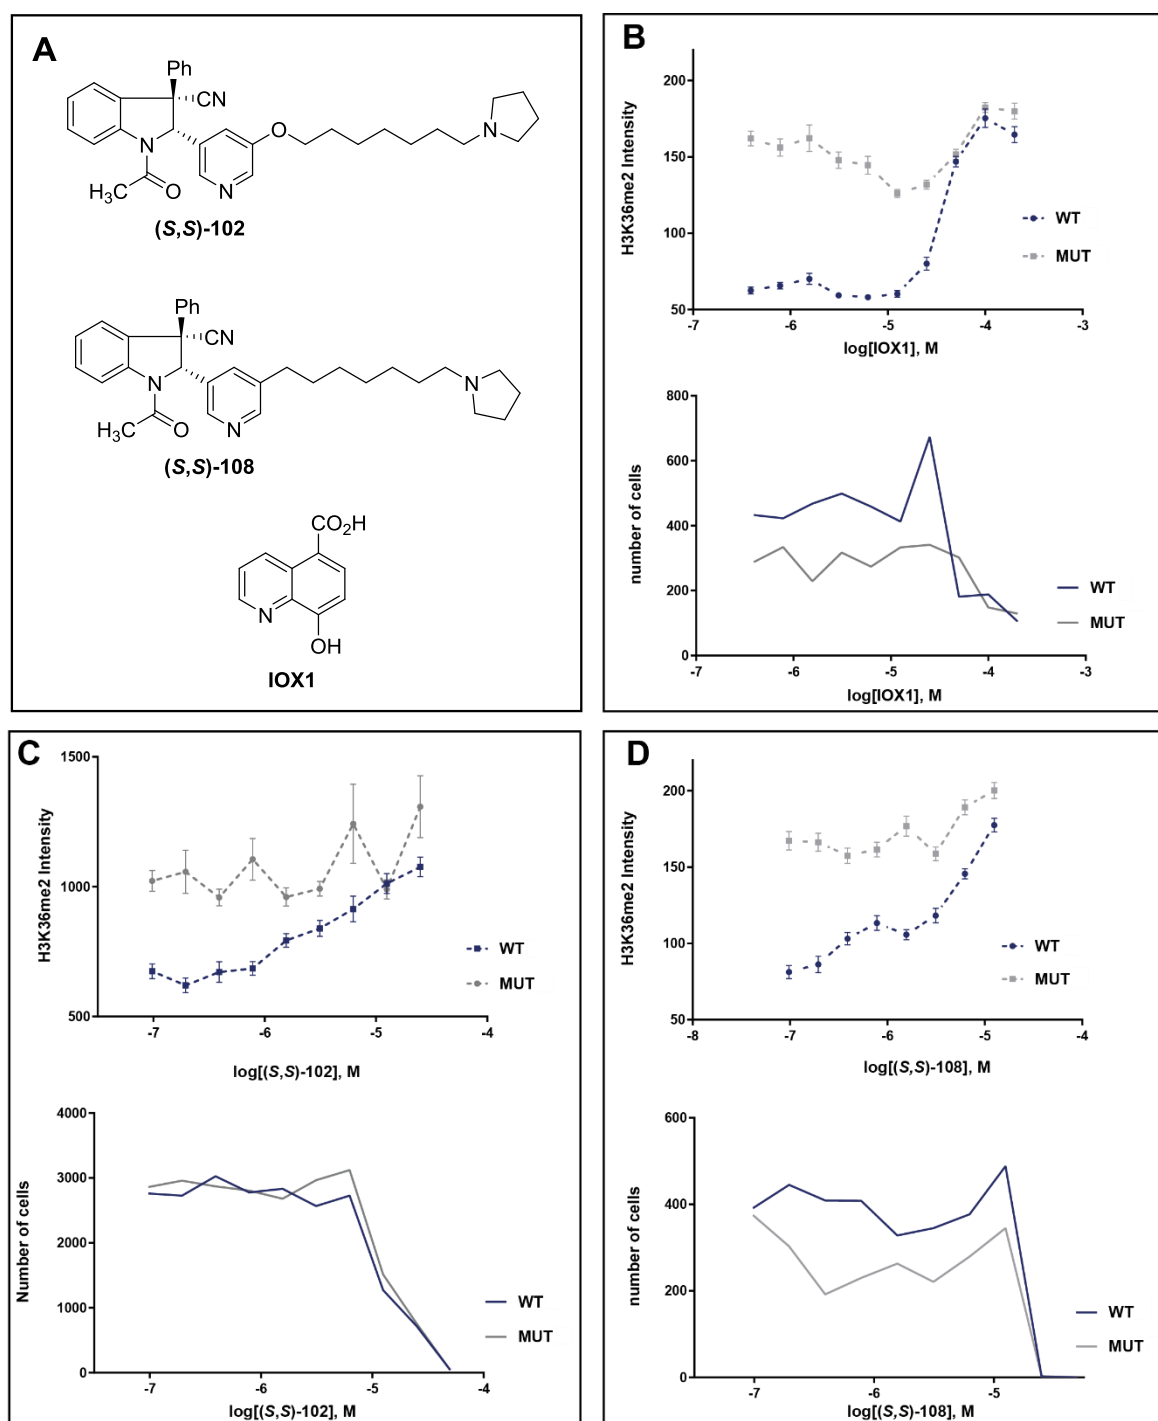 A
Ph
CN
O
N
N
H3C
O
N
(S,S)-102
Ph
CN
N
N
H3C
O
N
(S,S)-108
CO2H
N
OH
IOX1
B
200
150
100
50
H3K36me2 Intensity
WT
MUT
-7 -6 -5 -4 -3
log[IOX1], M
800
600
400
200
0
number of cells
WT
MUT
-7 -6 -5 -4 -3
log[IOX1], M
C
1500
1000
500
H3K36me2 Intensity
WT
MUT
-7 -6 -5 -4
log[(S,S)-102], M
4000
3000
2000
1000
0
Number of cells
WT
MUT
-7 -6 -5 -4
log[(S,S)-102], M
D
200
150
100
50
H3K36me2 Intensity
WT
MUT
-8 -7 -6 -5 -4
log[(S,S)-108], M
600
400
200
0
number of cells
WT
MUT
-7 -6 -5
log[(S,S)-108], M